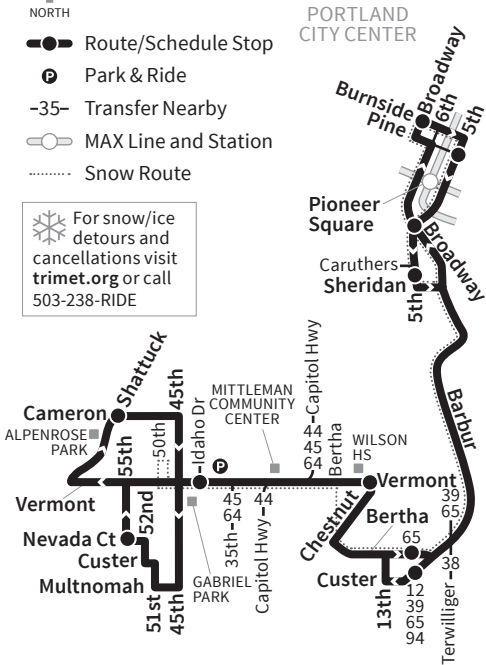 NORTH
Route/Schedule Stop
P
Park & Ride
-35-
Transfer Nearby
MAX Line and Station
Snow Route
For snow/ice
detours and
cancellations visit
trimet.org or call
503-238-RIDE
PORTLAND
CITY CENTER
Broadway
6th
5th
Burnside
Pine
Pioneer
Square
Broadway
Caruthers
Sheridan
5th
Barbur
Shattuck
45th
Cameron
ALPENROSE
PARK
55th
50th
Idaho Dr
P
MITTLEMAN
COMMUNITY
CENTER
Capitol Hwy
44
45
64
Bertha
WILSON
HS
Vermont
Vermont
52nd
45
64
35th
44
Capitol Hwy
Chestnut
39
65
Bertha
65
Nevada Ct
Custer
Multnomah
51st
45th
GABRIEL
PARK
Custer
13th
12
39
65
94
38
Terwilliger